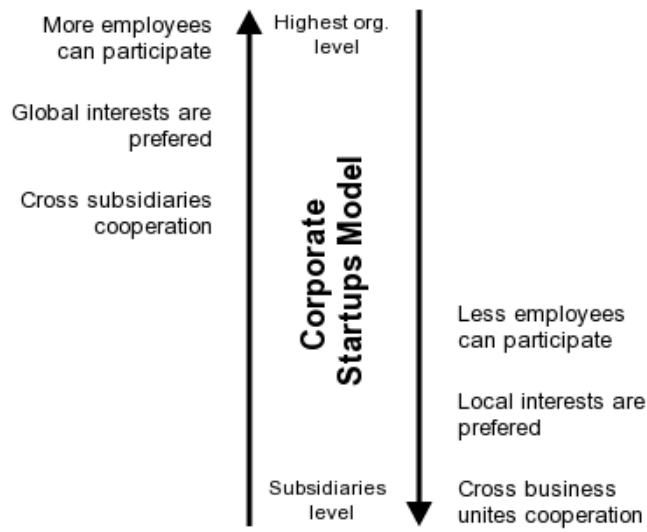 More employees
can participate
Global interests are
prefered
Cross subsidiaries
cooperation
Highest org.
level
Corporate
Startups Model
Subsidiaries
level
Less employees
can participate
Local interests are
prefered
Cross business
unites cooperation